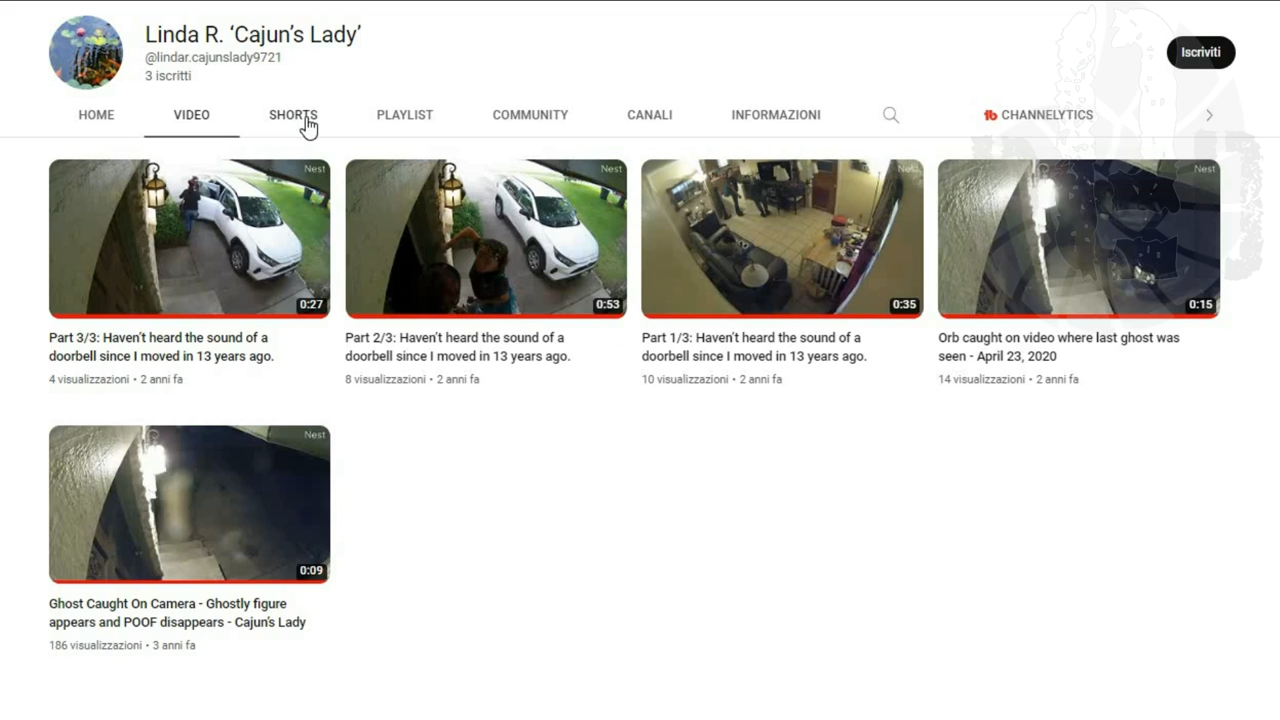 Linda R. ‘Cajun’s Lady’
@lindar.cajunslady9721
3 iscritti
Iscriviti
HOME
VIDEO
SHORTS
PLAYLIST
COMMUNITY
CANALI
INFORMAZIONI
CHANNELYTICS
Nest
0:27
Part 3/3: Haven’t heard the sound of a
doorbell since I moved in 13 years ago.
4 visualizzazioni • 2 anni fa
Nest
0:53
Part 2/3: Haven’t heard the sound of a
doorbell since I moved in 13 years ago.
8 visualizzazioni • 2 anni fa
Nest
0:35
Part 1/3: Haven’t heard the sound of a
doorbell since I moved in 13 years ago.
10 visualizzazioni • 2 anni fa
Nest
0:15
Orb caught on video where last ghost was
seen - April 23, 2020
14 visualizzazioni • 2 anni fa
Nest
0:09
Ghost Caught On Camera - Ghostly figure
appears and POOF disappears - Cajun’s Lady
186 visualizzazioni • 3 anni fa